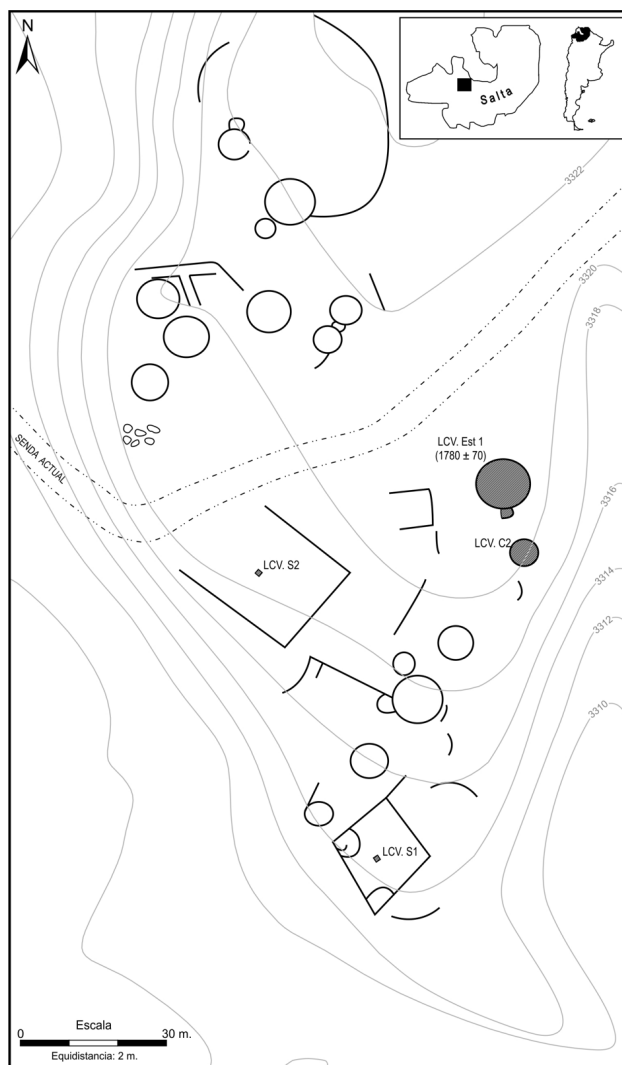 N
Salta
3322
3320
3318
LCV. Est 1
(1780 ± 70)
3316
SENDA ACTUAL
LCV. C2
LCV. S2
3314
3312
3310
LCV. S1
Escala
0 30 m.
Equidistancia: 2 m.